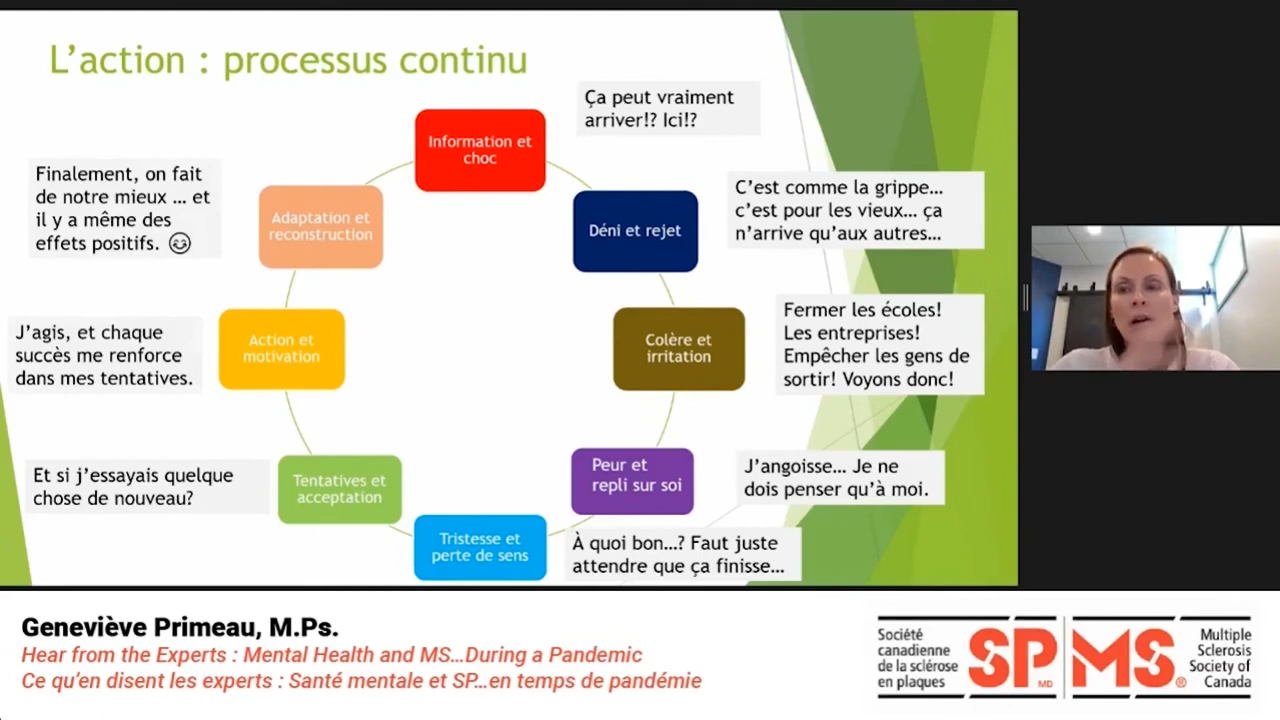 L'action : processus continu
Information et
choc
Ça peut vraiment
arriver!? Ici!?
Déni et rejet
C'est comme la grippe…
c'est pour les vieux… ça
n'arrive qu'aux autres…
Colère et
irritation
Fermer les écoles!
Les entreprises!
Empêcher les gens de
sortir! Voyons donc!
Peur et
repli sur soi
J'angoisse… Je ne
dois penser qu'à moi.
Tristesse et
perte de sens
À quoi bon…? Faut juste
attendre que ça finisse…
Tentatives et
acceptation
Et si j'essayais quelque
chose de nouveau?
Action et
motivation
J'agis, et chaque
succès me renforce
dans mes tentatives.
Adaptation et
reconstruction
Finalement, on fait
de notre mieux … et
il y a même des
effets positifs. 😊
Geneviève Primeau, M.Ps.
Hear from the Experts : Mental Health and MS…During a Pandemic
Ce qu'en disent les experts : Santé mentale et SP…en temps de pandémie
Société
canadienne
de la sclérose
en plaques
SP MD
MS ®
Multiple
Sclerosis
Society of
Canada